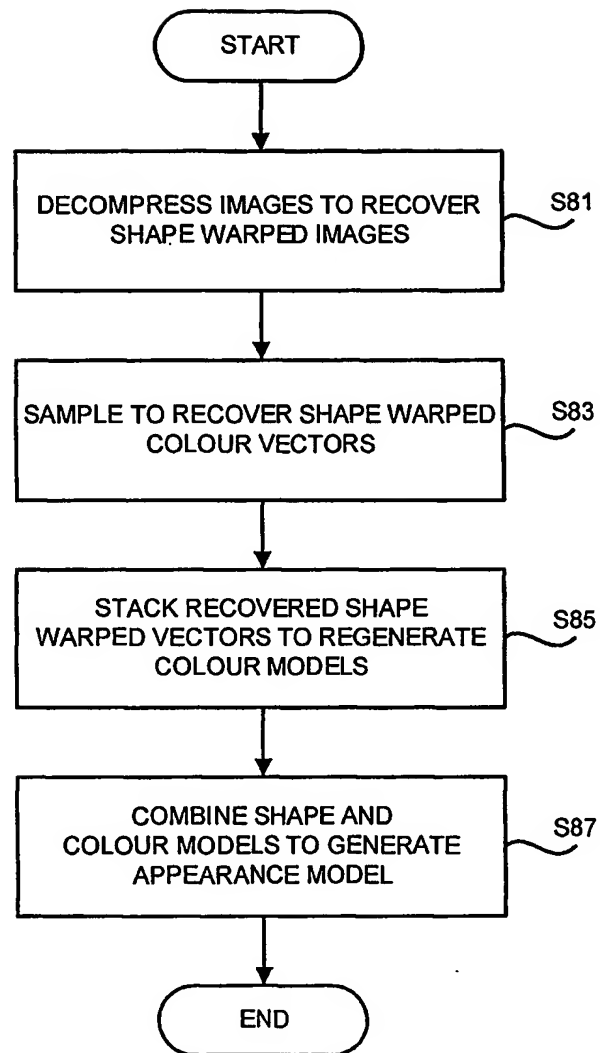 START
DECOMPRESS IMAGES TO RECOVER
SHAPE WARPED IMAGES
S81
SAMPLE TO RECOVER SHAPE WARPED
COLOUR VECTORS
S83
STACK RECOVERED SHAPE
WARPED VECTORS TO REGENERATE
COLOUR MODELS
S85
COMBINE SHAPE AND
COLOUR MODELS TO GENERATE
APPEARANCE MODEL
S87
END